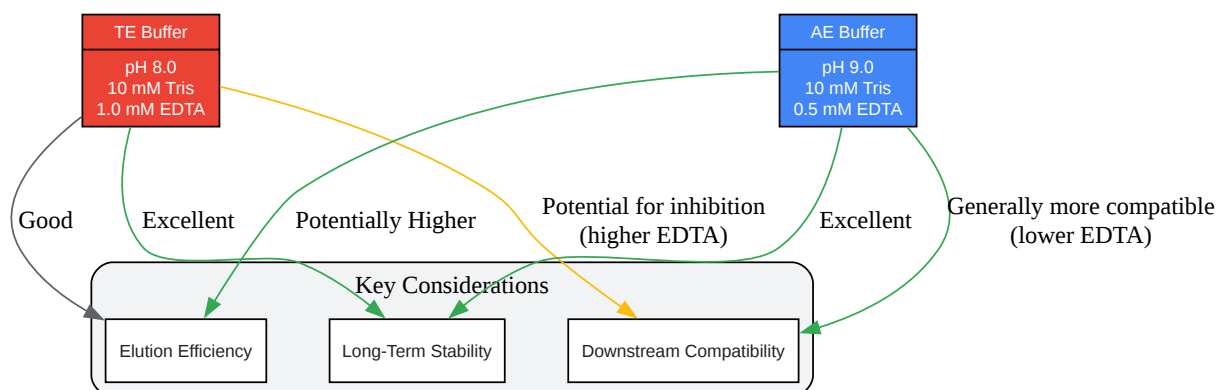 TE Buffer
pH 8.0
10 mM Tris
1.0 mM EDTA
AE Buffer
pH 9.0
10 mM Tris
0.5 mM EDTA
Good
Excellent
Potentially Higher
Potential for inhibition
(higher EDTA)
Excellent
Generally more compatible
(lower EDTA)
Key Considerations
Elution Efficiency
Long-Term Stability
Downstream Compatibility